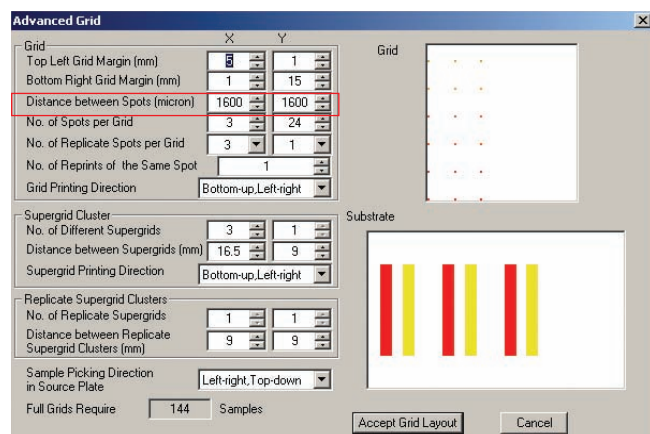 Advanced Grid
Grid
X Y
Top Left Grid Margin (mm) 5 1
Bottom Right Grid Margin (mm) 1 15
Distance between Spots (micron) 1600 1600
No. of Spots per Grid 3 24
No. of Replicate Spots per Grid 3 1
No. of Reprints of the Same Spot 1
Grid Printing Direction Bottom-up,Left-right
Supergrid Cluster
No. of Different Supergrids 3 1
Distance between Supergrids (mm) 16.5 9
Supergrid Printing Direction Bottom-up,Left-right
Replicate Supergrid Clusters
No. of Replicate Supergrids 1 1
Distance between Replicate
Supergrid Clusters (mm) 9 9
Sample Picking Direction
in Source Plate Left-right,Top-down
Full Grids Require 144 Samples
Grid
Substrate
Accept Grid Layout Cancel